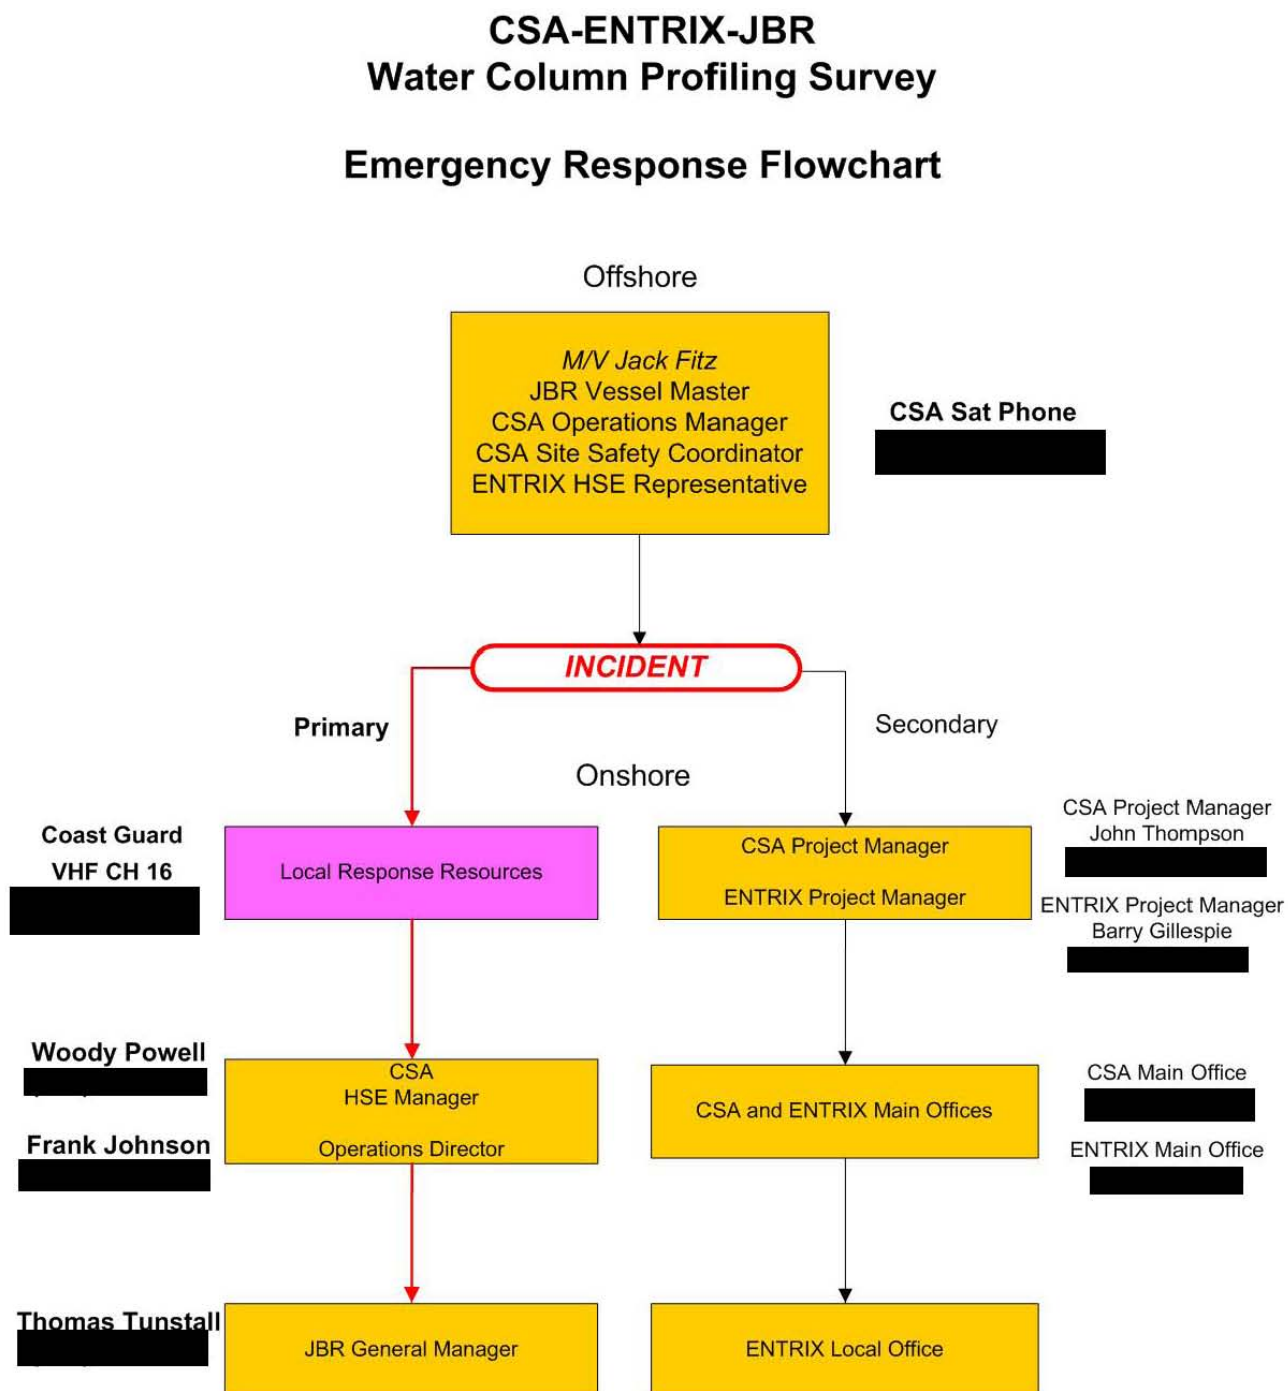 CSA-ENTRIX-JBR
Water Column Profiling Survey
Emergency Response Flowchart
Offshore
M/V Jack Fitz
JBR Vessel Master
CSA Operations Manager
CSA Site Safety Coordinator
ENTRIX HSE Representative
CSA Sat Phone
INCIDENT
Primary
Secondary
Onshore
Coast Guard
VHF CH 16
Local Response Resources
CSA Project Manager
ENTRIX Project Manager
CSA Project Manager
John Thompson
ENTRIX Project Manager
Barry Gillespie
Woody Powell
Frank Johnson
CSA
HSE Manager
Operations Director
CSA and ENTRIX Main Offices
CSA Main Office
ENTRIX Main Office
Thomas Tunstall
JBR General Manager
ENTRIX Local Office